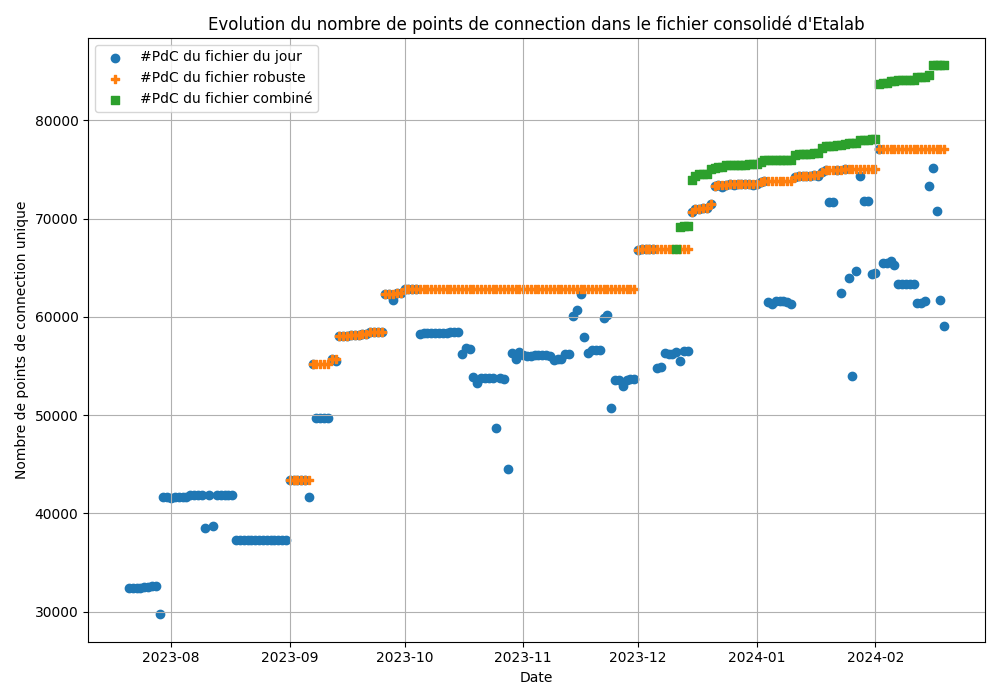 Evolution du nombre de points de connection dans le fichier consolidé d'Etalab
#PdC du fichier du jour
#PdC du fichier robuste
#PdC du fichier combiné
Nombre de points de connection unique
80000
70000
60000
50000
40000
30000
2023-08
2023-09
2023-10
2023-11
2023-12
2024-01
2024-02
Date